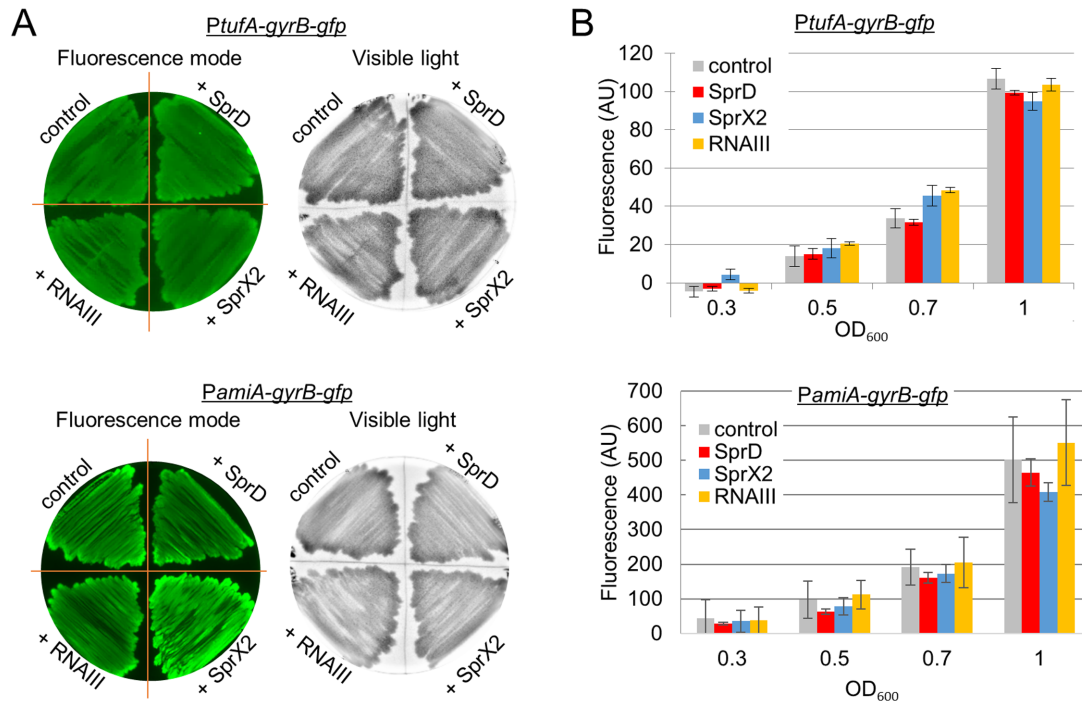 A
PtufA-gyrB-gfp
Fluorescence mode
Visible light
control
+ SprD
+ RNAIII
+ SprX2
control
+ SprD
+ RNAIII
+ SprX2
PamiA-gyrB-gfp
Fluorescence mode
Visible light
control
+ SprD
+ RNAIII
+ SprX2
control
+ SprD
+ RNAIII
+ SprX2
B
PtufA-gyrB-gfp
Fluorescence (AU)
120
100
80
60
40
20
0
control
SprD
SprX2
RNAIII
0.3 0.5 0.7 1
OD600
PamiA-gyrB-gfp
Fluorescence (AU)
700
600
500
400
300
200
100
0
control
SprD
SprX2
RNAIII
0.3 0.5 0.7 1
OD600